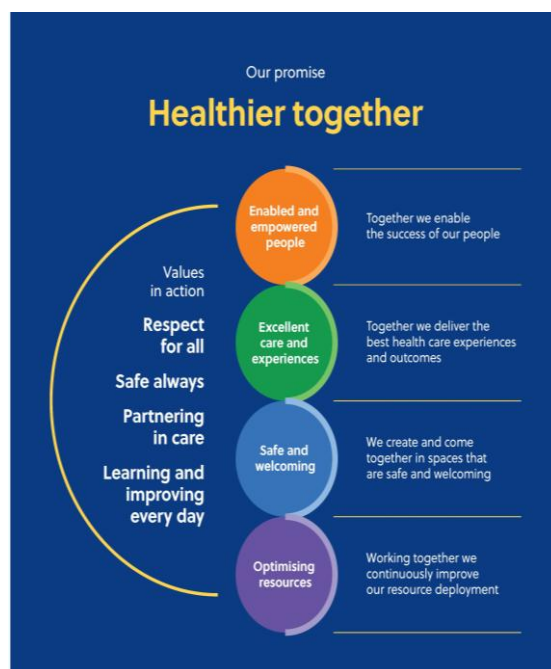 Our promise
Healthier together
Values
in action
Respect
for all
Safe always
Partnering
in care
Learning and
improving
every day
Enabled and
empowered
people
Together we enable
the success of our people
Excellent
care and
experiences
Together we deliver the
best health care experiences
and outcomes
Safe and
welcoming
We create and come
together in spaces that
are safe and welcoming
Optimising
resources
Working together we
continuously improve
our resource deployment